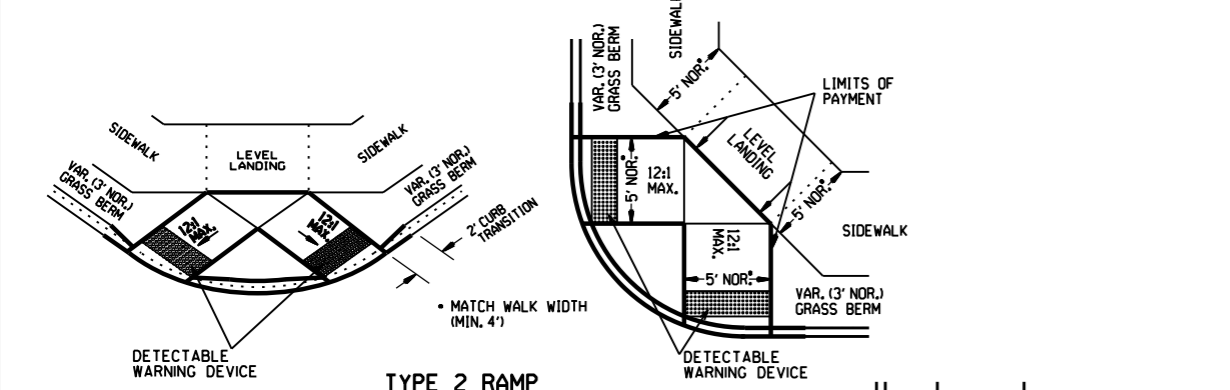 SIDEWALK
LEVEL
LANDING
SIDEWALK
VAR. (3' NOR.)
GRASS BERM
12:1
MAX.
12:1
MAX.
VAR. (3' NOR.)
GRASS BERM
2' CURB
TRANSITION
• MATCH WALK WIDTH
(MIN. 4')
DETECTABLE
WARNING DEVICE
TYPE 2 RAMP
VAR. (3' NOR.)
GRASS BERM
SIDEWALK
5' NOR.•
LIMITS OF
PAYMENT
LEVEL
LANDING
5' NOR.•
12:1
MAX.
5' NOR.•
SIDEWALK
12:1
MAX.
5' NOR.•
VAR. (3' NOR.)
GRASS BERM
DETECTABLE
WARNING DEVICE